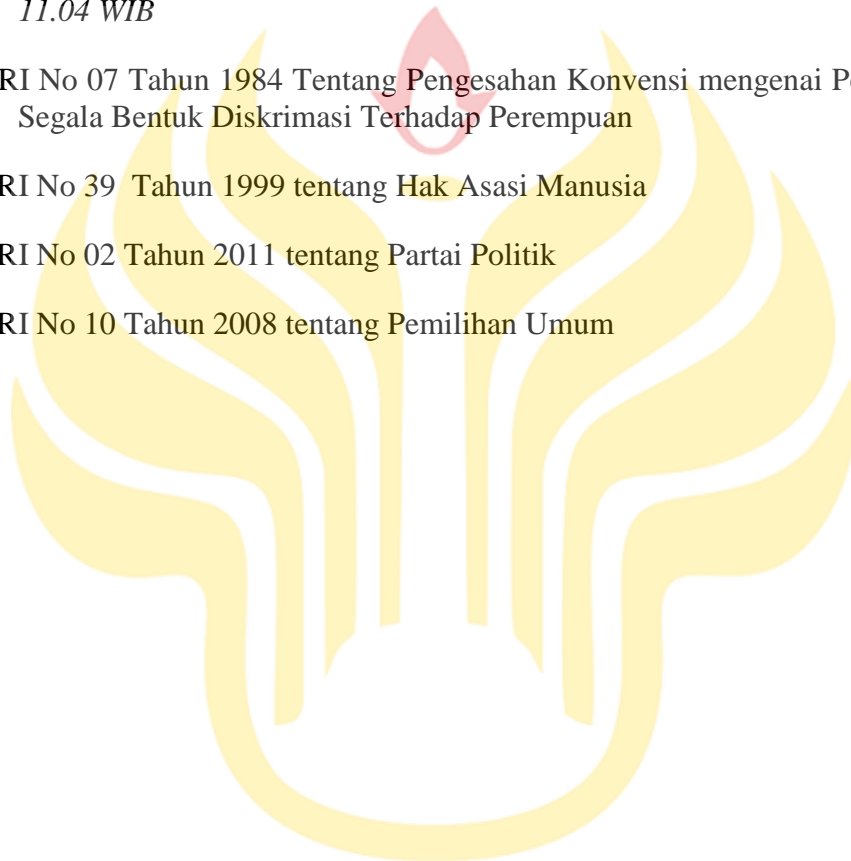 11.04 WIB
RI No 07 Tahun 1984 Tentang Pengesahan Konvensi mengenai
Segala Bentuk Diskrimasi Terhadap Perempuan
RI No 39 Tahun 1999 tentang Hak Asasi Manusia
RI No 02 Tahun 2011 tentang Partai Politik
RI No 10 Tahun 2008 tentang Pemilihan Umum